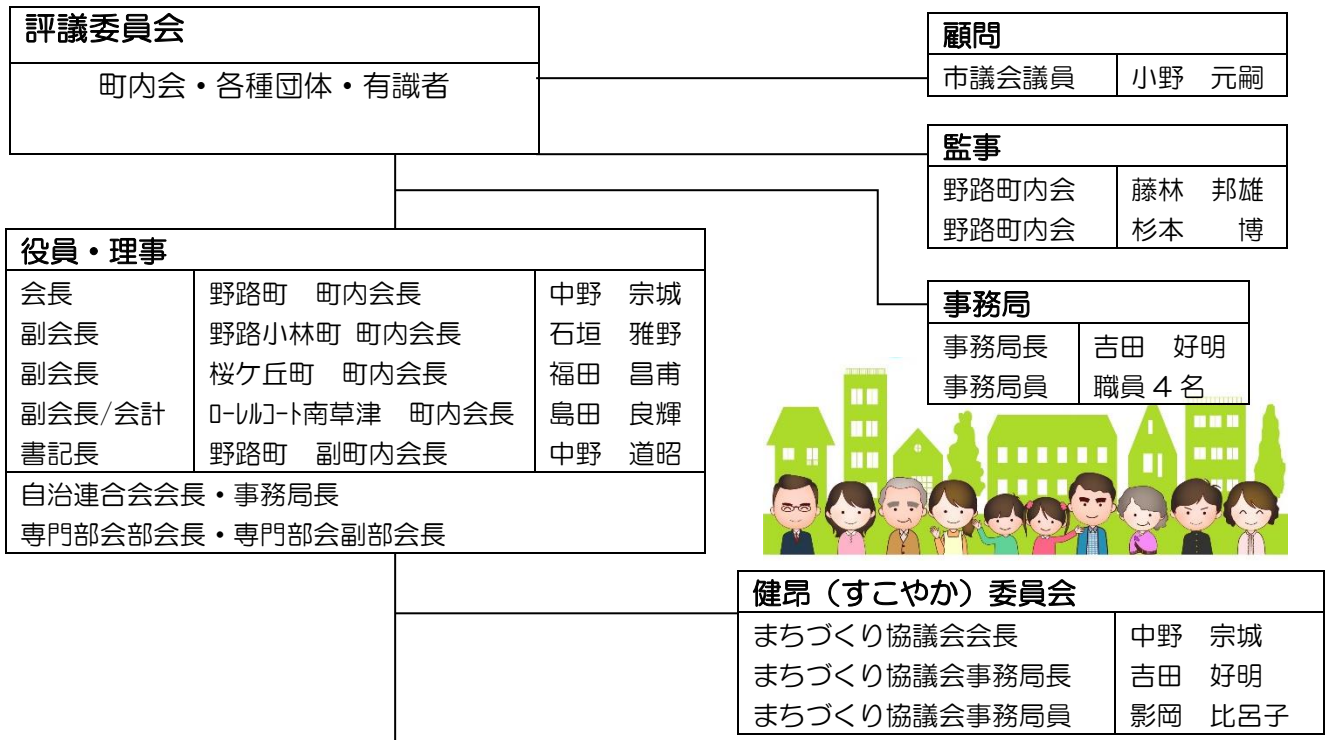 評議委員会
町内会・各種団体・有識者
顧問
市議会議員 小野 元嗣
監事
野路町内会 藤林 邦雄
野路町内会 杉本 博
役員・理事
会長 野路町 町内会長 中野 宗城
副会長 野路小林町 町内会長 石垣 雅野
副会長 桜ケ丘町 町内会長 福田 昌甫
副会長/会計 ﾛｰﾚﾙｺｰﾄ南草津 町内会長 島田 良輝
書記長 野路町 副町内会長 中野 道昭
自治連合会会長・事務局長
専門部会部会長・専門部会副部会長
事務局
事務局長 吉田 好明
事務局員 職員4名
健昂（すこやか）委員会
まちづくり協議会会長 中野 宗城
まちづくり協議会事務局長 吉田 好明
まちづくり協議会事務局員 影岡 比呂子